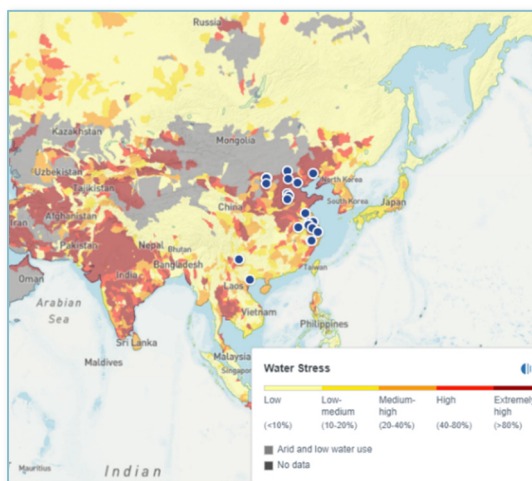 Russia
Kazakhstan
Mongolia
Uzbekistan
Tajikistan
North Korea
South Korea
Japan
China
Afghanistan
Iran
Pakistan
Nepal
Bhutan
Bangladesh
India
Taiwan
Oman
Laos
Arabian
Sea
Vietnam
Philippines
Sri Lanka
Maldives
Malaysia
Singapore
Water Stress
Low
Low-
medium
Medium-
high
High
Extremely
high
(<10%)
(10-20%)
(20-40%)
(40-80%)
(>80%)
Arid and low water use
No data
Mauritius
Indian